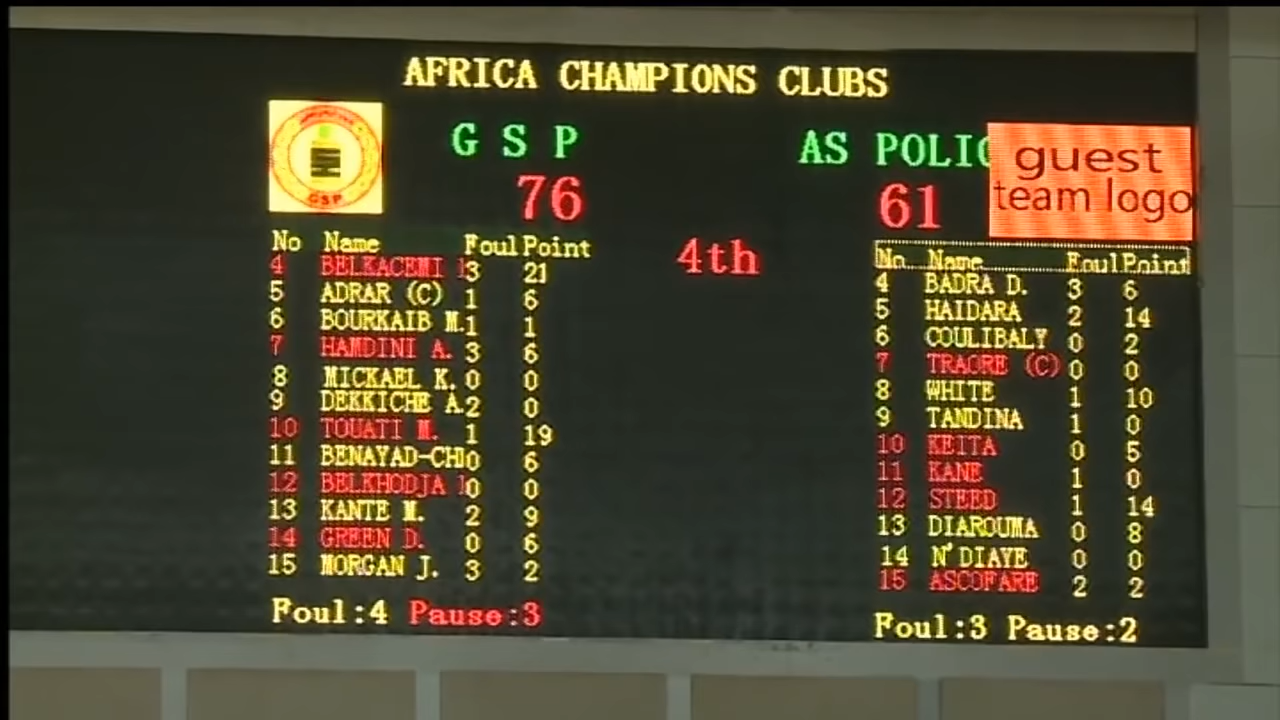 AFRICA CHAMPIONS CLUBS
G S P
AS POLIC
guest
team logo
GSP
76
61
4th
No Name Foul Point
4 BELKACEMI 3 21
5 ADRAR (C) 1 6
6 BOURKAIB M. 1 1
7 HAMDINI A. 3 6
8 MICKAEL K. 0 0
9 DEKKICHE A. 2 0
10 TOUATI M. 1 19
11 BENAYAD-CH 0 6
12 BELKHODJA 0 0
13 KANTE M. 2 9
14 GREEN D. 0 6
15 MORGAN J. 3 2
Foul:4 Pause:3
No Name Foul Point
4 BADRA D. 3 6
5 HAIDARA 2 14
6 COULIBALY 0 2
7 TRAORE (C) 0 0
8 WHITE 1 10
9 TANDINA 1 0
10 KEITA 0 5
11 KANE 1 0
12 STEED 1 14
13 DIAROUMA 0 8
14 N'DIAYE 0 0
15 ASCOFARE 2 2
Foul:3 Pause:2